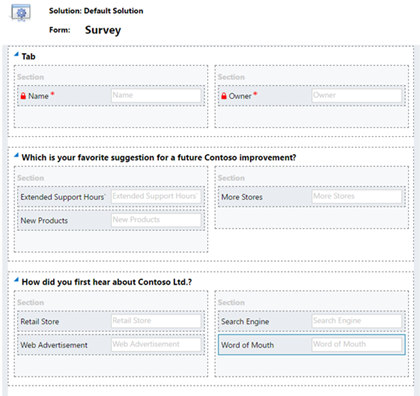 Solution: Default Solution
Form: Survey
Tab
Section Section
Name * Name Owner * Owner
Which is your favorite suggestion for a future Contoso improvement?
Section Section
Extended Support Hours' Extended Support Hours' More Stores More Stores
New Products New Products
How did you first hear about Contoso Ltd.?
Section Section
Retail Store Retail Store Search Engine Search Engine
Web Advertisement Web Advertisement Word of Mouth Word of Mouth